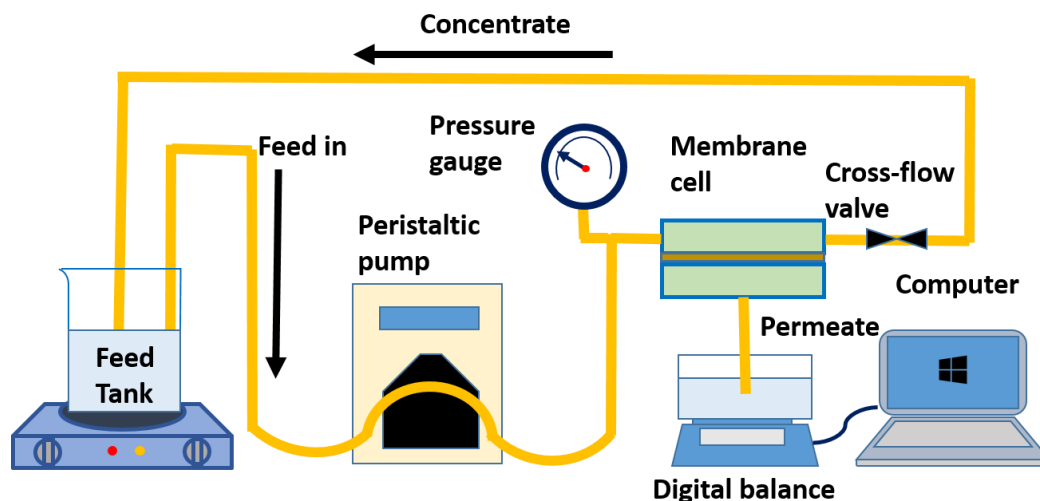 Concentrate
Feed in
Pressure
gauge
Membrane
cell
Cross-flow
valve
Peristaltic
pump
Computer
Permeate
Feed
Tank
Digital balance